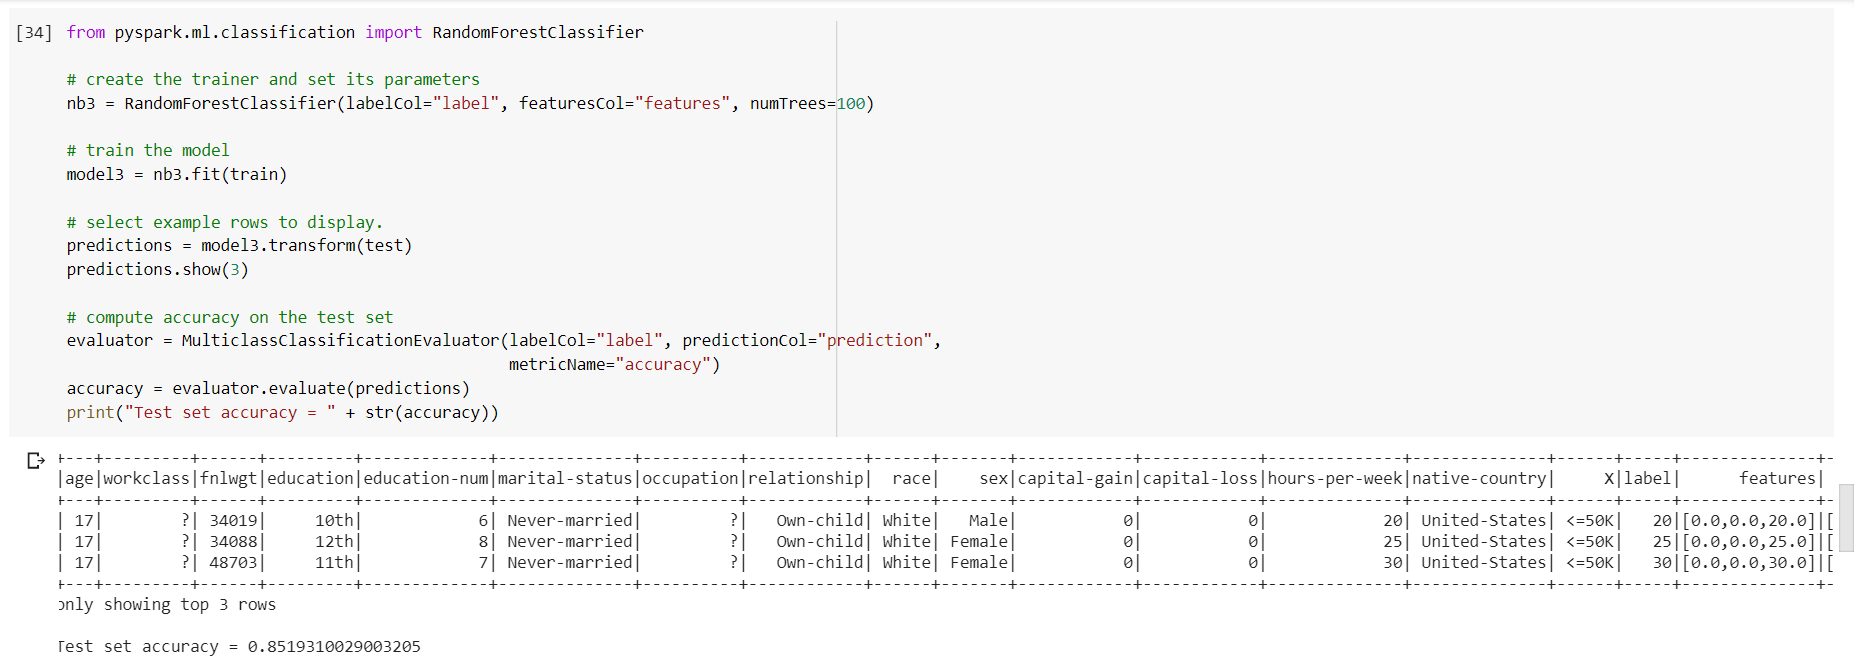 [34] from pyspark.ml.classification import RandomForestClassifier
# create the trainer and set its parameters
nb3 = RandomForestClassifier(labelCol="label", featuresCol="features", numTrees=100)
# train the model
model3 = nb3.fit(train)
# select example rows to display.
predictions = model3.transform(test)
predictions.show(3)
# compute accuracy on the test set
evaluator = MulticlassClassificationEvaluator(labelCol="label", predictionCol="prediction",
metricName="accuracy")
accuracy = evaluator.evaluate(predictions)
print("Test set accuracy = " + str(accuracy))
+---+---------+------+---------+-------------+--------------+----------+------------+-----+------+------------+------------+--------------+--------------+-----+-----+--------------+-
|age|workclass|fnlwgt|education|education-num|marital-status|occupation|relationship| race| sex|capital-gain|capital-loss|hours-per-week|native-country| X|label| features|
+---+---------+------+---------+-------------+--------------+----------+------------+-----+------+------------+------------+--------------+--------------+-----+-----+--------------+-
| 17| ?| 34019| 10th| 6| Never-married| ?| Own-child| White| Male| 0| 0| 20| United-States| <=50K| 20|[0.0,0.0,20.0]|[
| 17| ?| 34088| 12th| 8| Never-married| ?| Own-child| White| Female| 0| 0| 25| United-States| <=50K| 25|[0.0,0.0,25.0]|[
| 17| ?| 48703| 11th| 7| Never-married| ?| Own-child| White| Female| 0| 0| 30| United-States| <=50K| 30|[0.0,0.0,30.0]|[
+---+---------+------+---------+-------------+--------------+----------+------------+-----+------+------------+------------+--------------+--------------+-----+-----+--------------+-
only showing top 3 rows
Test set accuracy = 0.8519310029003205